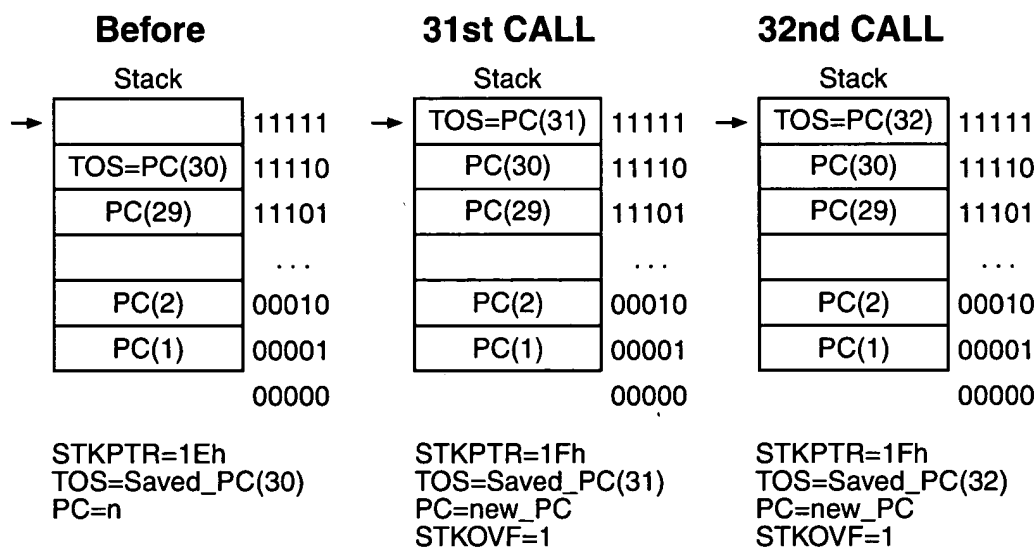 Before
Stack
→ 11111
TOS=PC(30) 11110
PC(29) 11101
...
PC(2) 00010
PC(1) 00001
00000
STKPTR=1Eh
TOS=Saved_PC(30)
PC=n
31st CALL
Stack
→ TOS=PC(31) 11111
PC(30) 11110
PC(29) 11101
...
PC(2) 00010
PC(1) 00001
00000
STKPTR=1Fh
TOS=Saved_PC(31)
PC=new_PC
STKOVF=1
32nd CALL
Stack
→ TOS=PC(32) 11111
PC(30) 11110
PC(29) 11101
...
PC(2) 00010
PC(1) 00001
00000
STKPTR=1Fh
TOS=Saved_PC(32)
PC=new_PC
STKOVF=1